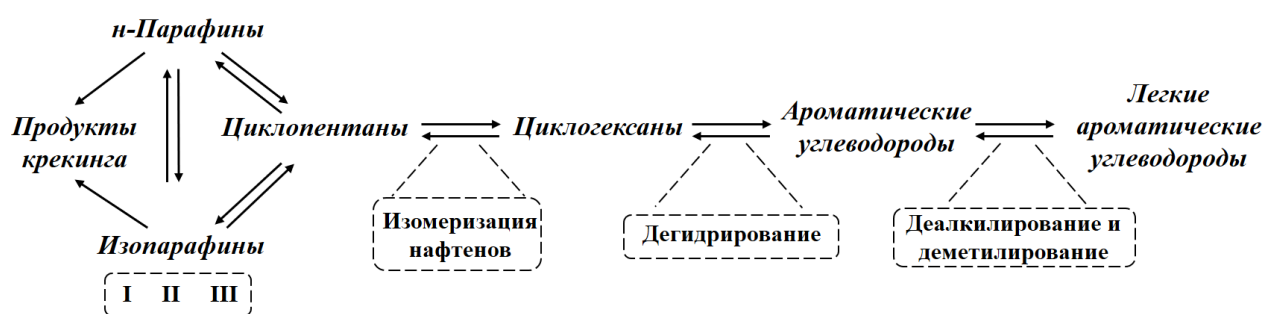 н-Парафины
Продукты
крекинга
Циклопентаны
Циклогексаны
Ароматические
углеводороды
Легкие
ароматические
углеводороды
Изопарафины
I II III
Изомеризация
нафтенов
Дегидрирование
Деалкилирование и
деметилирование